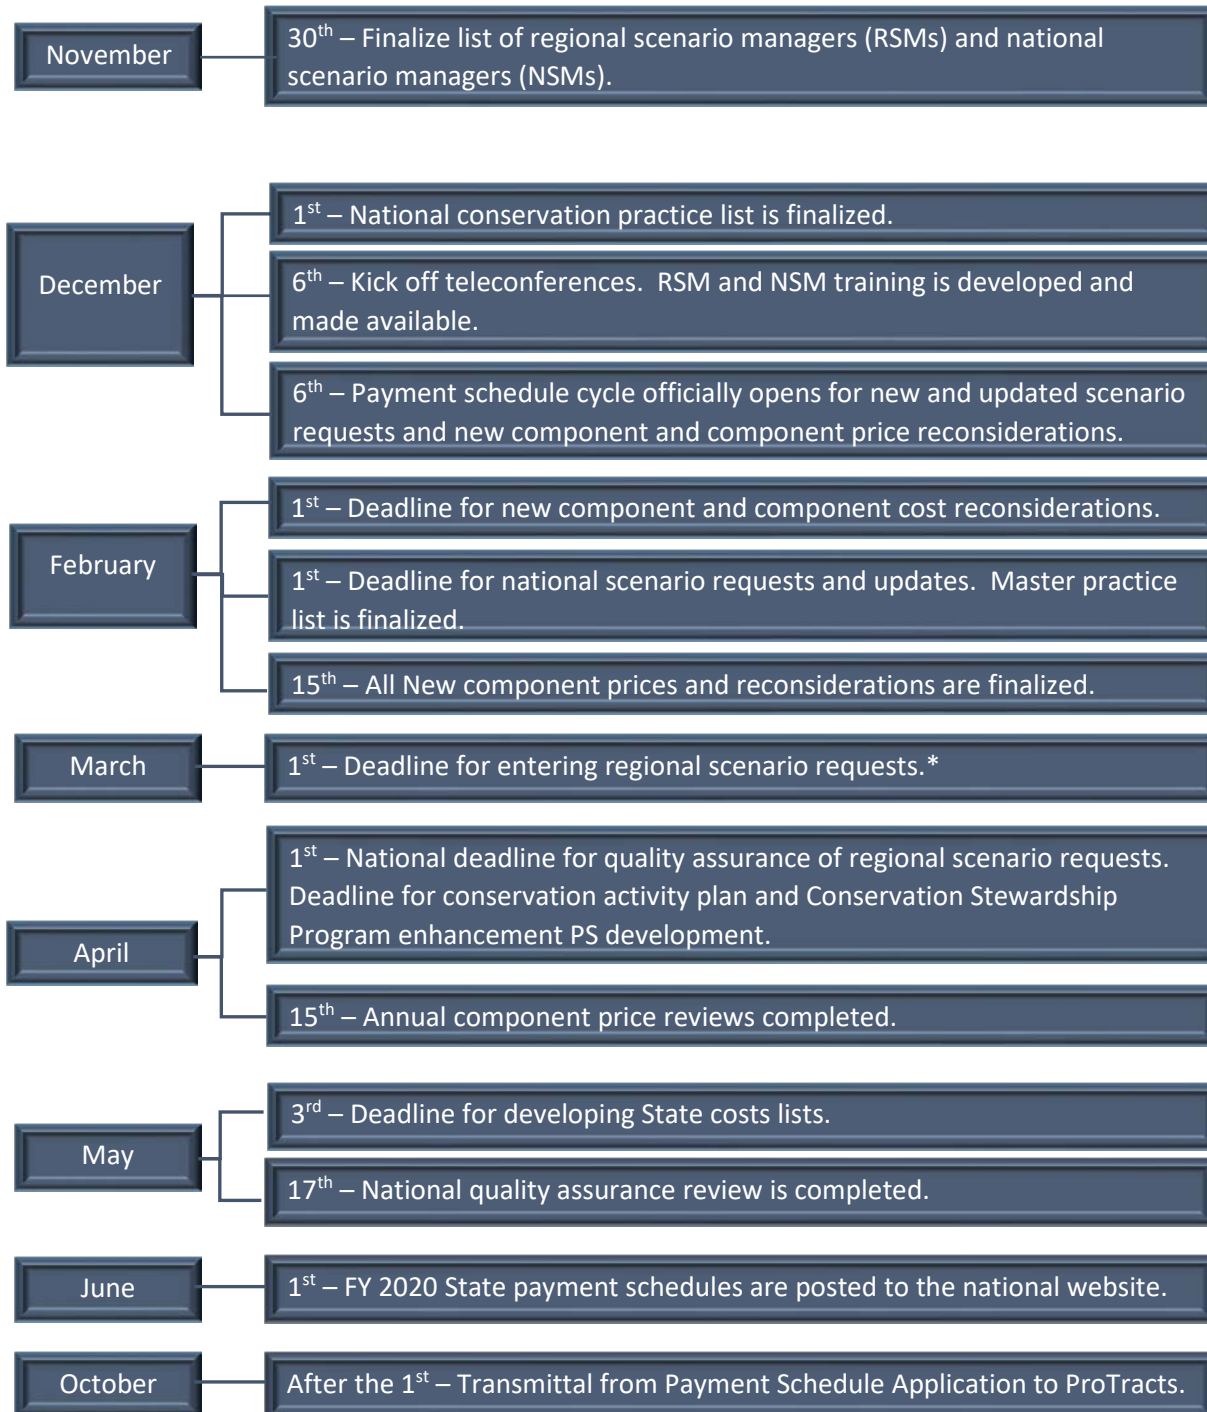 November
30th – Finalize list of regional scenario managers (RSMs) and national
scenario managers (NSMs).
December
1st – National conservation practice list is finalized.
6th – Kick off teleconferences.  RSM and NSM training is developed and
made available.
6th – Payment schedule cycle officially opens for new and updated scenario
requests and new component and component price reconsiderations.
February
1st – Deadline for new component and component cost reconsiderations.
1st – Deadline for national scenario requests and updates.  Master practice
list is finalized.
15th – All New component prices and reconsiderations are finalized.
March
1st – Deadline for entering regional scenario requests.*
April
1st – National deadline for quality assurance of regional scenario requests.
Deadline for conservation activity plan and Conservation Stewardship
Program enhancement PS development.
15th – Annual component price reviews completed.
May
3rd – Deadline for developing State costs lists.
17th – National quality assurance review is completed.
June
1st – FY 2020 State payment schedules are posted to the national website.
October
After the 1st – Transmittal from Payment Schedule Application to ProTracts.